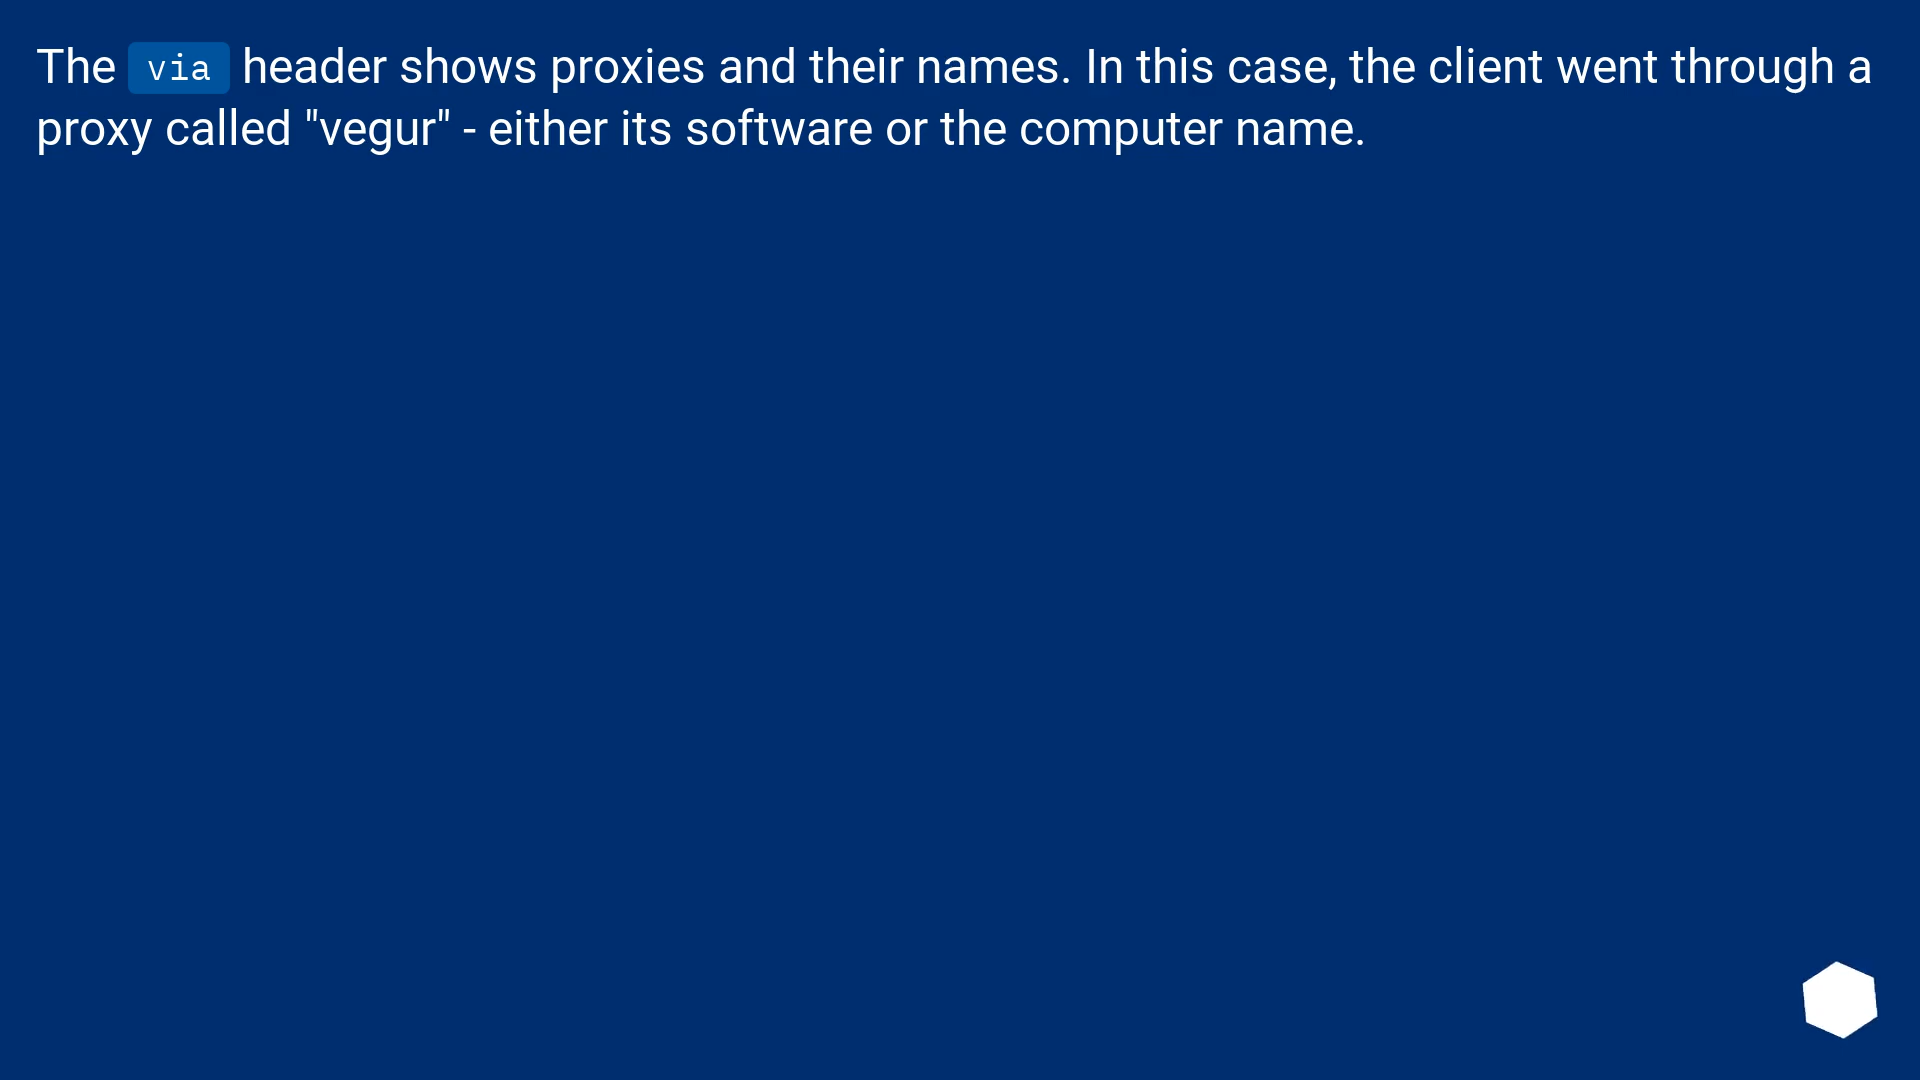 The via header shows proxies and their names. In this case, the client went through a
proxy called "vegur" - either its software or the computer name.